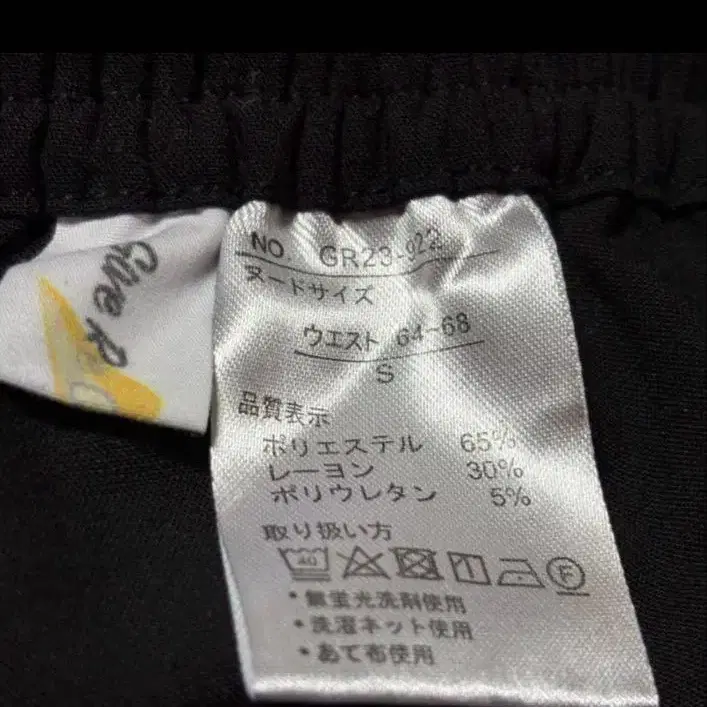 Give R
NO. GR23-922
ヌードサイズ
ウエスト 64-68
S
品質表示
ポリエステル 65%
レーヨン 30%
ポリウレタン 5%
取り扱い方
40
F
・無蛍光洗剤使用
・洗濯ネット使用
・あて布使用